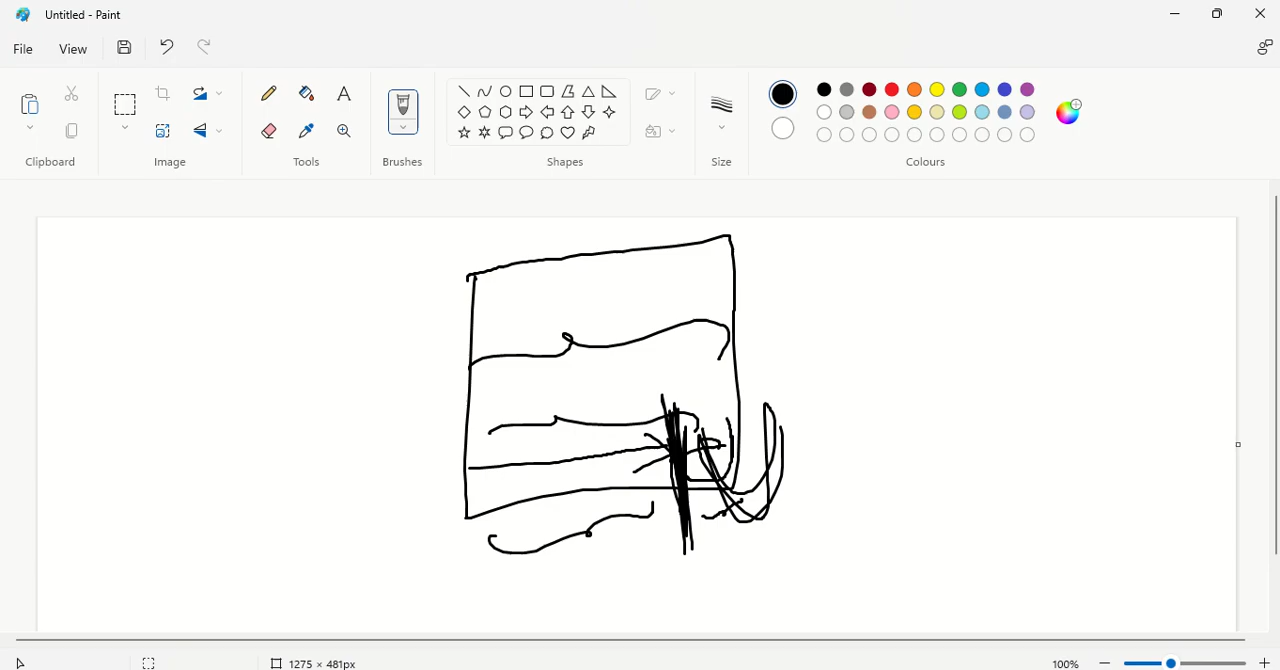 Untitled - Paint
File View
Clipboard Image Tools Brushes Shapes Size Colours
1275 × 481px 100%